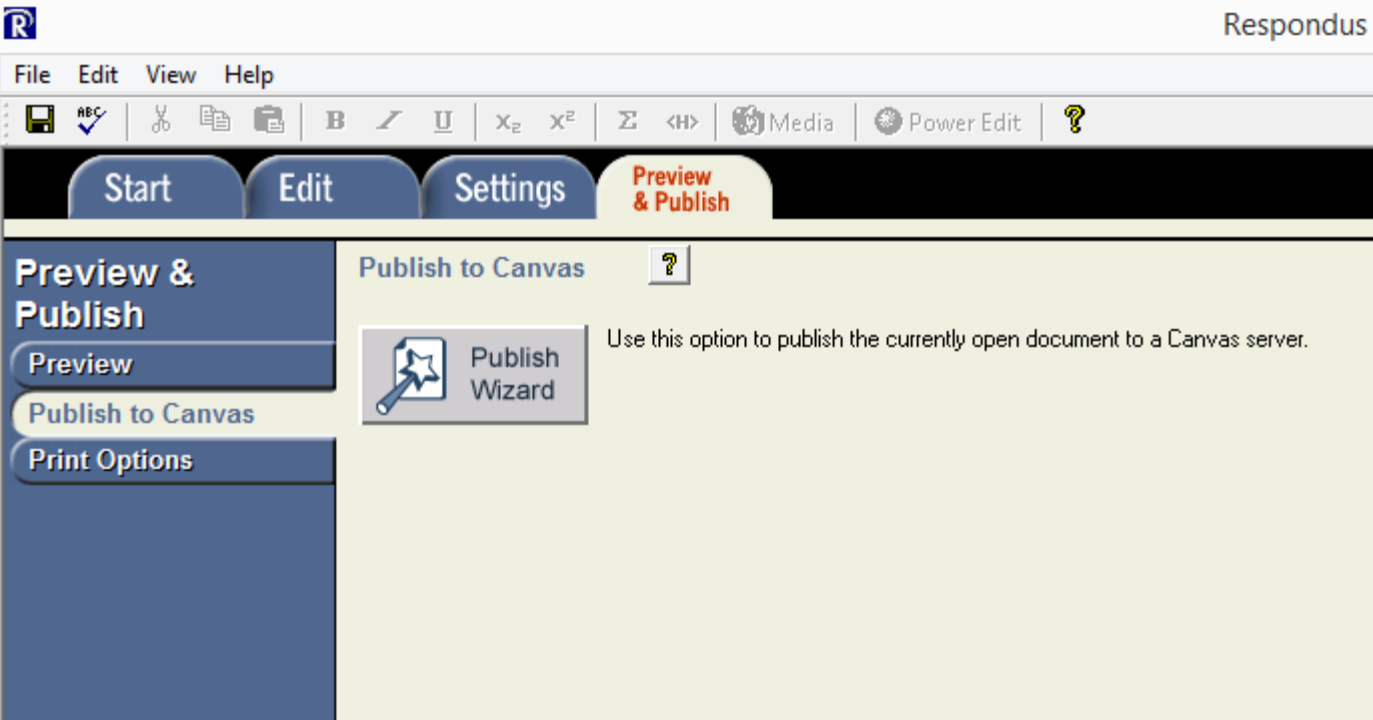 R
Respondus
File Edit View Help
ABC B I U X₂ X² Σ <H> Media Power Edit ?
Start Edit Settings Preview
& Publish
Preview &
Publish
Publish to Canvas ?
Use this option to publish the currently open document to a Canvas server.
Publish
Wizard
Preview
Publish to Canvas
Print Options